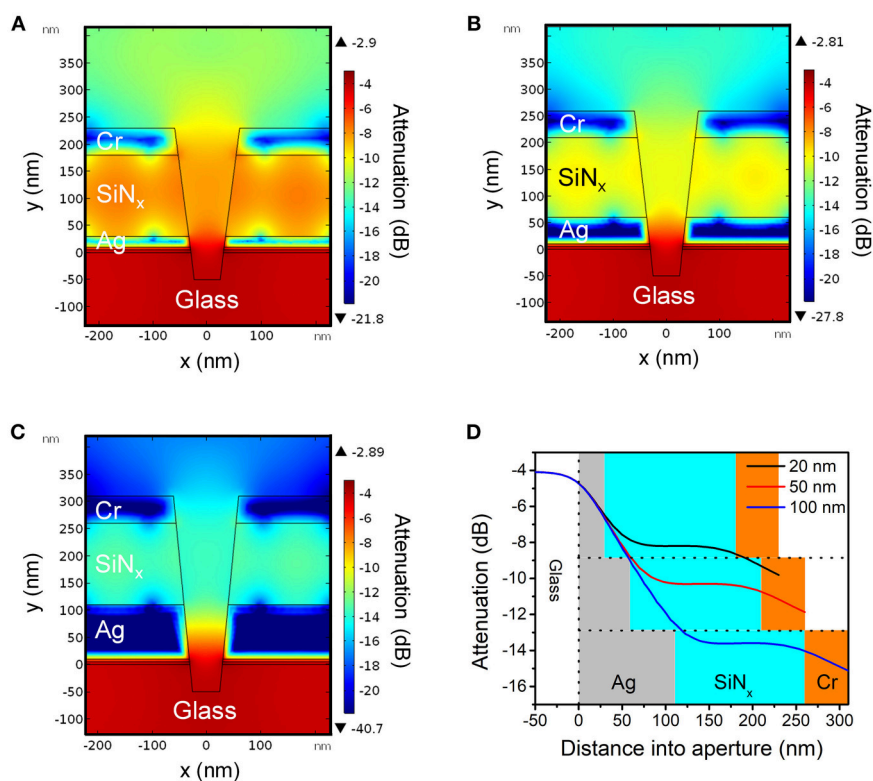 A
nm
▲ -2.9
350
300
250
200
150
100
50
0
-50
-100
y (nm)
Cr
SiNx
Ag
Glass
-200
-100
0
100
nm
x (nm)
-4
-6
-8
-10
-12
-14
-16
-18
-20
▼ -21.8
Attenuation (dB)
B
nm
▲ -2.81
400
350
300
250
200
150
100
50
0
-50
-100
y (nm)
Cr
SiNx
Ag
Glass
-200
-100
0
100
nm
x (nm)
-4
-6
-8
-10
-12
-14
-16
-18
-20
▼ -27.8
Attenuation (dB)
C
nm
▲ -2.89
400
350
300
250
200
150
100
50
0
-50
-100
y (nm)
Cr
SiNx
Ag
Glass
-200
-100
0
100
nm
x (nm)
-4
-6
-8
-10
-12
-14
-16
-18
-20
▼ -40.7
Attenuation (dB)
D
-4
-6
-8
-10
-12
-14
-16
Attenuation (dB)
20 nm
50 nm
100 nm
Glass
Ag
SiNx
Cr
-50
0
50
100
150
200
250
300
Distance into aperture (nm)